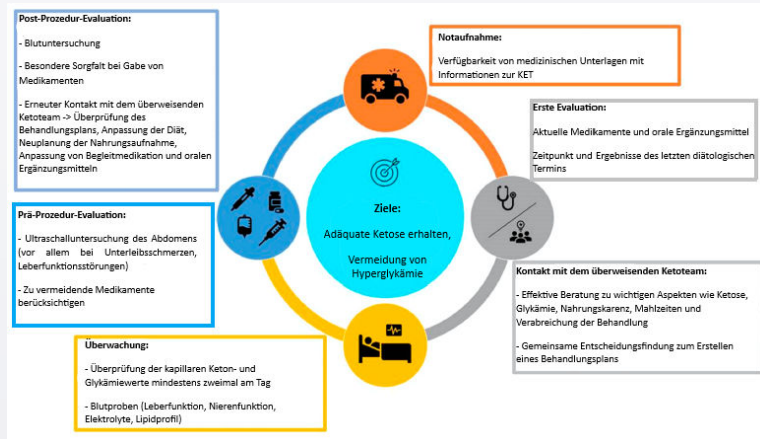 Post-Prozedur-Evaluation:
- Blutuntersuchung
- Besondere Sorgfalt bei Gabe von
Medikamenten
- Erneuter Kontakt mit dem überweisenden
Ketoteam -> Überprüfung des
Behandlungsplans, Anpassung der Diät,
Neuplanung der Nahrungsaufnahme,
Anpassung von Begleitmedikation und oralen
Ergänzungsmitteln
Notaufnahme:
Verfügbarkeit von medizinischen Unterlagen mit
Informationen zur KET
Erste Evaluation:
Aktuelle Medikamente und orale Ergänzungsmittel
Zeitpunkt und Ergebnisse des letzten diätologischen
Termins
Ziele:
Adäquate Ketose erhalten,
Vermeidung von
Hyperglykämie
Prä-Prozedur-Evaluation:
- Ultraschalluntersuchung des Abdomens
(vor allem bei Unterleibsschmerzen,
Leberfunktionsstörungen)
- Zu vermeidende Medikamente
berücksichtigen
Kontakt mit dem überweisenden Ketoteam:
- Effektive Beratung zu wichtigen Aspekten wie Ketose,
Glykämie, Nahrungskarenz, Mahlzeiten und
Verabreichung der Behandlung
- Gemeinsame Entscheidungsfindung zum Erstellen
eines Behandlungsplans
Überwachung:
- Überprüfung der kapillaren Keton- und
Glykämiewerte mindestens zweimal am Tag
- Blutproben (Leberfunktion, Nierenfunktion,
Elektrolyte, Lipidprofil)